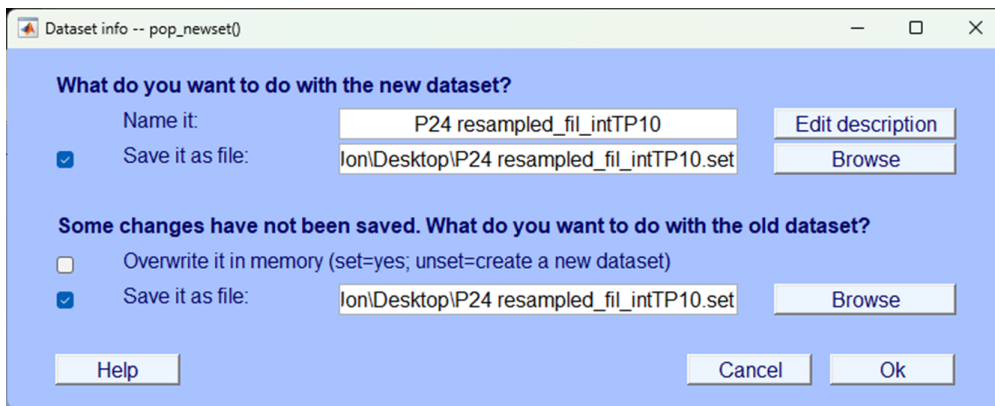 Dataset info -- pop_newset()
What do you want to do with the new dataset?
Name it: P24 resampled_fil_intTP10 Edit description
Save it as file: lon\Desktop\P24 resampled_fil_intTP10.set Browse
Some changes have not been saved. What do you want to do with the old dataset?
Overwrite it in memory (set=yes; unset=create a new dataset)
Save it as file: lon\Desktop\P24 resampled_fil_intTP10.set Browse
Help Cancel Ok